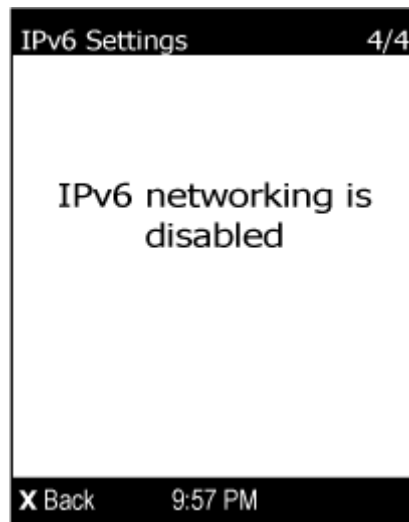 IPv6 Settings 4/4
IPv6 networking is
disabled
X Back 9:57 PM